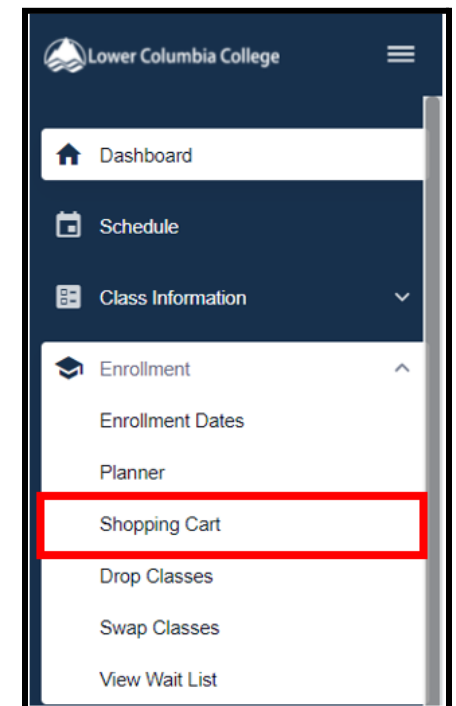 Lower Columbia College
Dashboard
Schedule
Class Information
Enrollment
Enrollment Dates
Planner
Shopping Cart
Drop Classes
Swap Classes
View Wait List